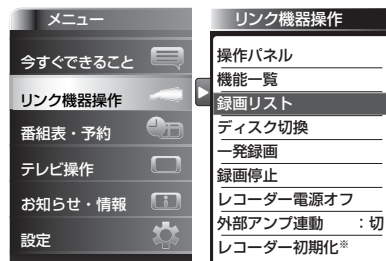 メニュー
今すぐできること
リンク機器操作
番組表・予約
テレビ操作
お知らせ・情報
設定
リンク機器操作
操作パネル
機能一覧
録画リスト
ディスク切換
一発録画
録画停止
レコーダー電源オフ
外部アンプ連動　：切
レコーダー初期化※